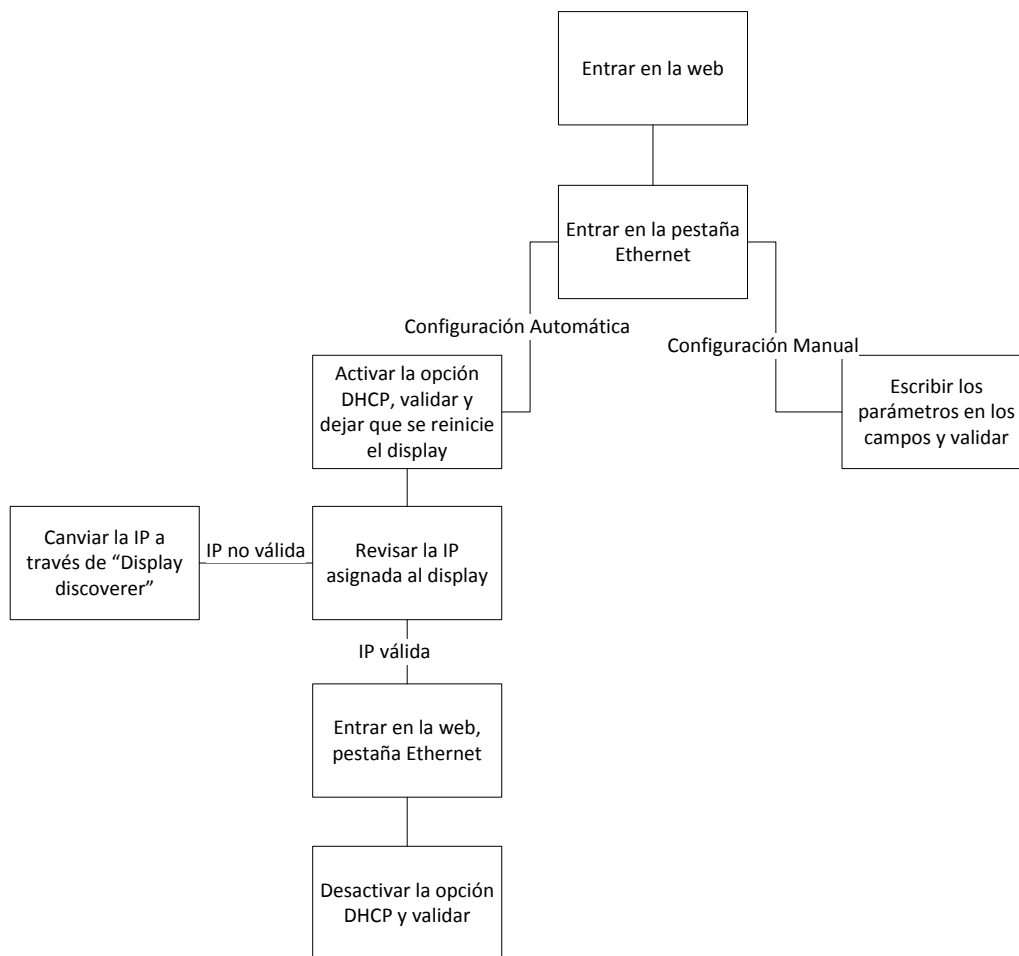 Entrar en la web
Entrar en la pestaña
Ethernet
Configuración Automática
Configuración Manual
Activar la opción
DHCP, validar y
dejar que se reinicie
el display
Escribir los
parámetros en los
campos y validar
Canviar la IP a
través de “Display
discoverer”
IP no válida
Revisar la IP
asignada al display
IP válida
Entrar en la web,
pestaña Ethernet
Desactivar la opción
DHCP y validar